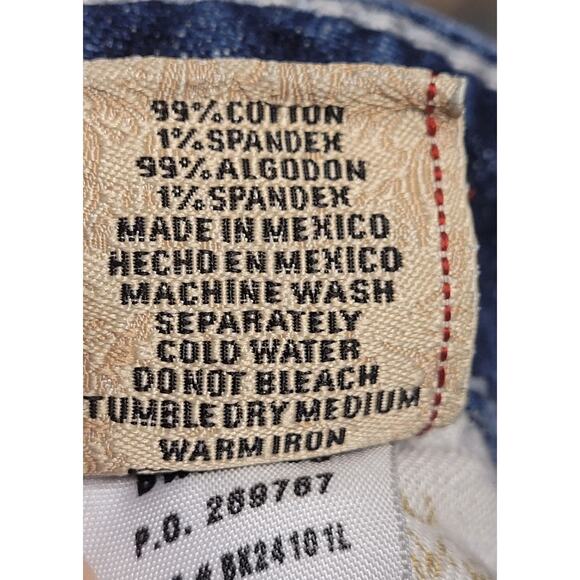 99% COTTON
1% SPANDEX
99% ALGODON
1% SPANDEX
MADE IN MEXICO
HECHO EN MEXICO
MACHINE WASH
SEPARATELY
COLD WATER
DO NOT BLEACH
TUMBLE DRY MEDIUM
WARM IRON
P.O. 269767
# BK24101L